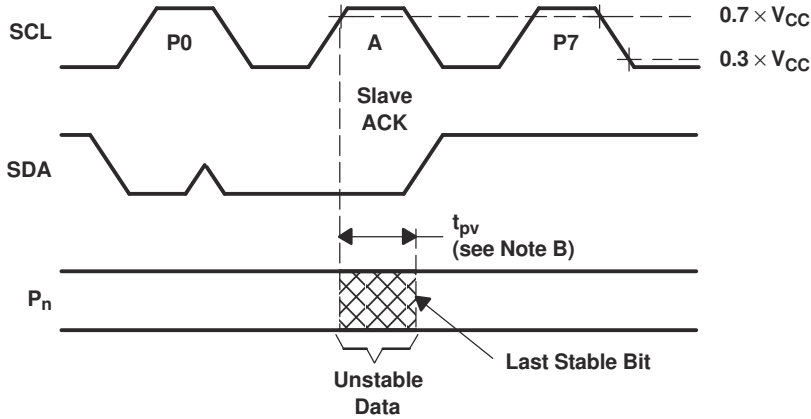 SCL
P0
A
P7
0.7 × VCC
0.3 × VCC
Slave
ACK
SDA
tpv
(see Note B)
Pn
Last Stable Bit
Unstable
Data